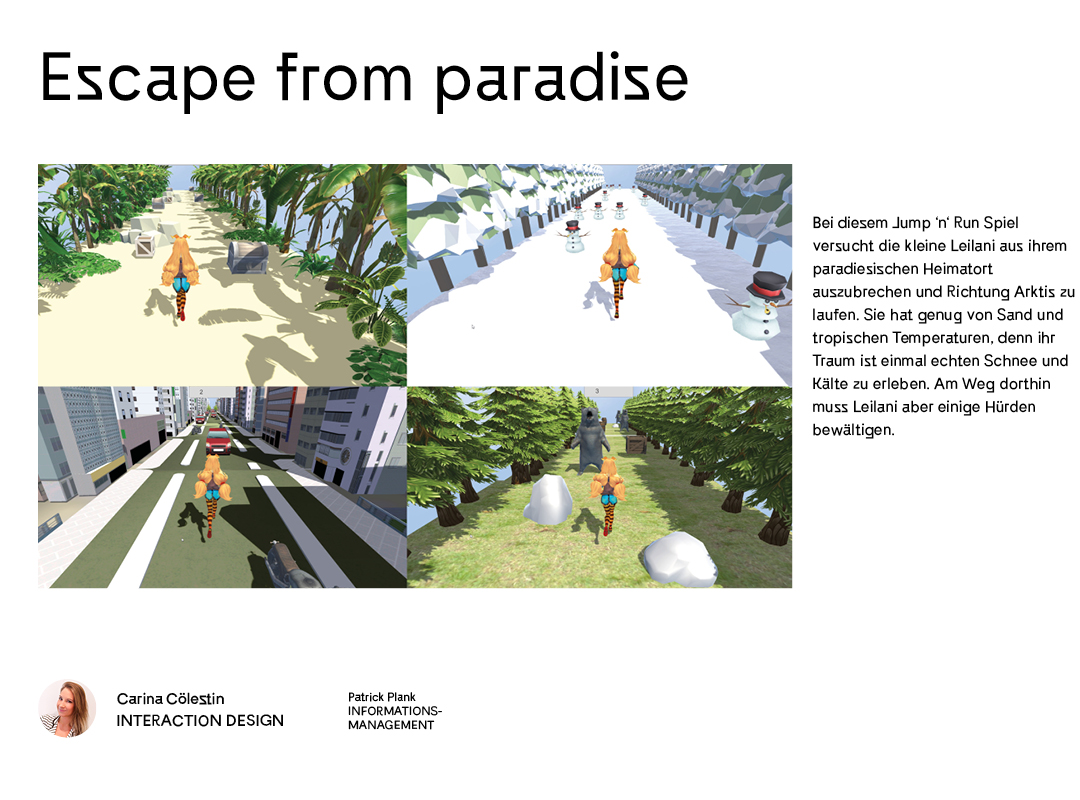 Escape from paradise
Bei diesem Jump ‘n‘ Run Spiel
versucht die kleine Leilani aus ihrem
paradiesischen Heimatort
auszubrechen und Richtung Arktis zu
laufen. Sie hat genug von Sand und
tropischen Temperaturen, denn ihr
Traum ist einmal echten Schnee und
Kälte zu erleben. Am Weg dorthin
muss Leilani aber einige Hürden
bewältigen.
2
3
Carina Cölestin
INTERACTION DESIGN
Patrick Plank
INFORMATIONS-
MANAGEMENT